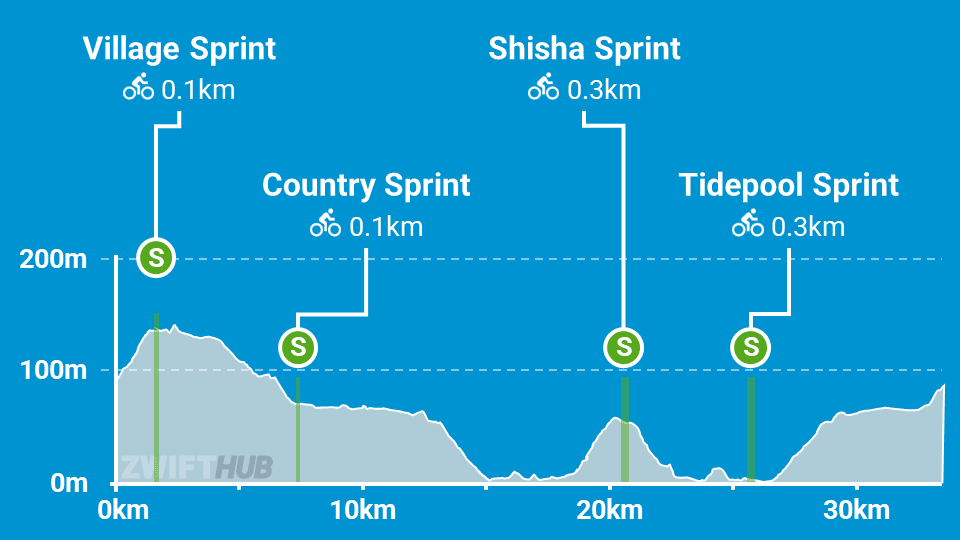 Village Sprint
0.1km
Shisha Sprint
0.3km
Country Sprint
0.1km
Tidepool Sprint
0.3km
200m
S
S
S
S
100m
ZWIFTHUB
0m
0km
10km
20km
30km